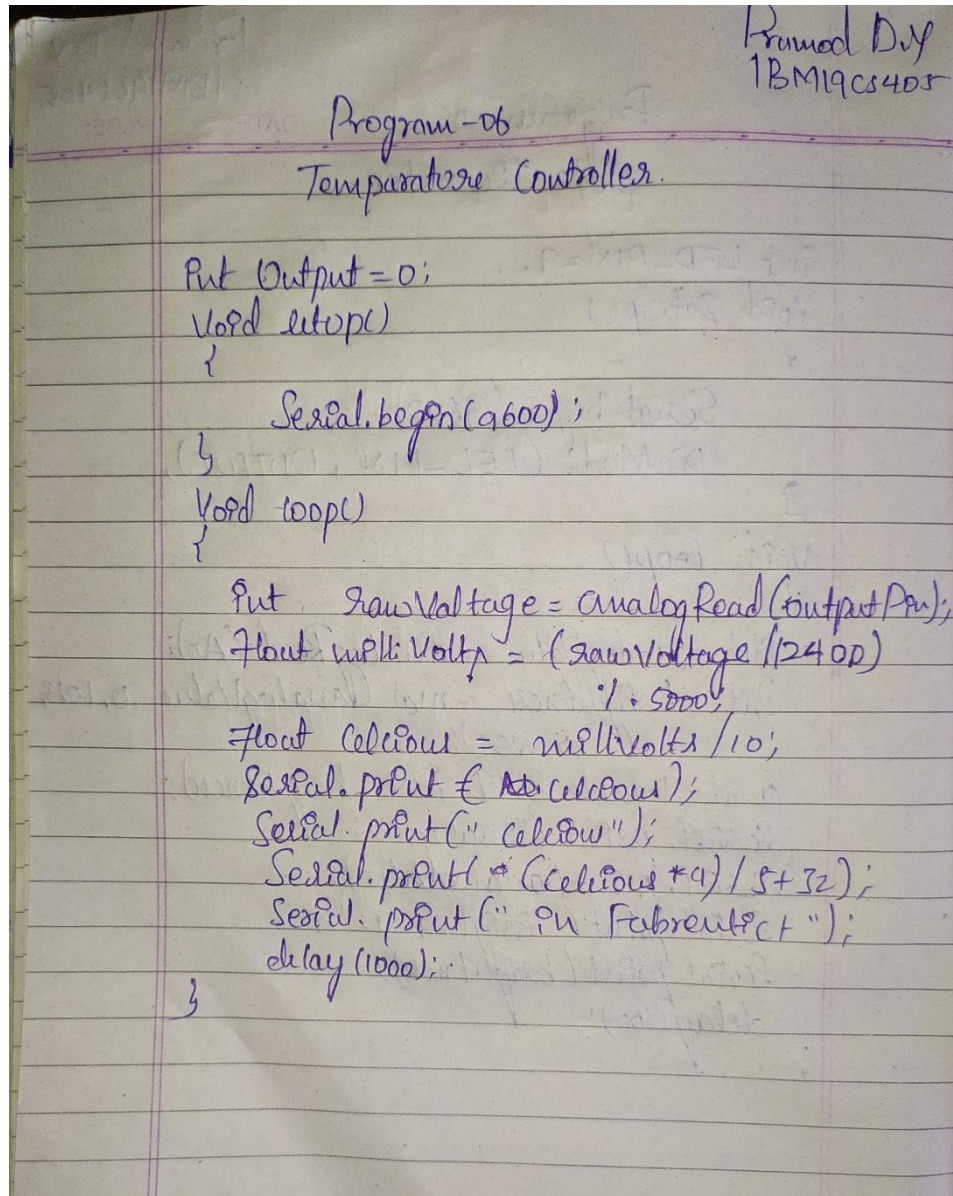 Pramod D.Y
1BM19CS405
Program-06
Temparature Controller.
int Output=0;
Void setup()
{
Serial.begin(9600);
}
Void loop()
{
int rawVoltage = analogRead(outputPin);
Float milliVolts = (rawVoltage/1240D)
% . 5000;
Float Celcious = millivolts/10;
Serial.print( celcious);
Serial.print(" celcious");
Serial.print( (celcious *9)/5+32);
Serial.print(" in Fahrenheit");
delay(1000);
}